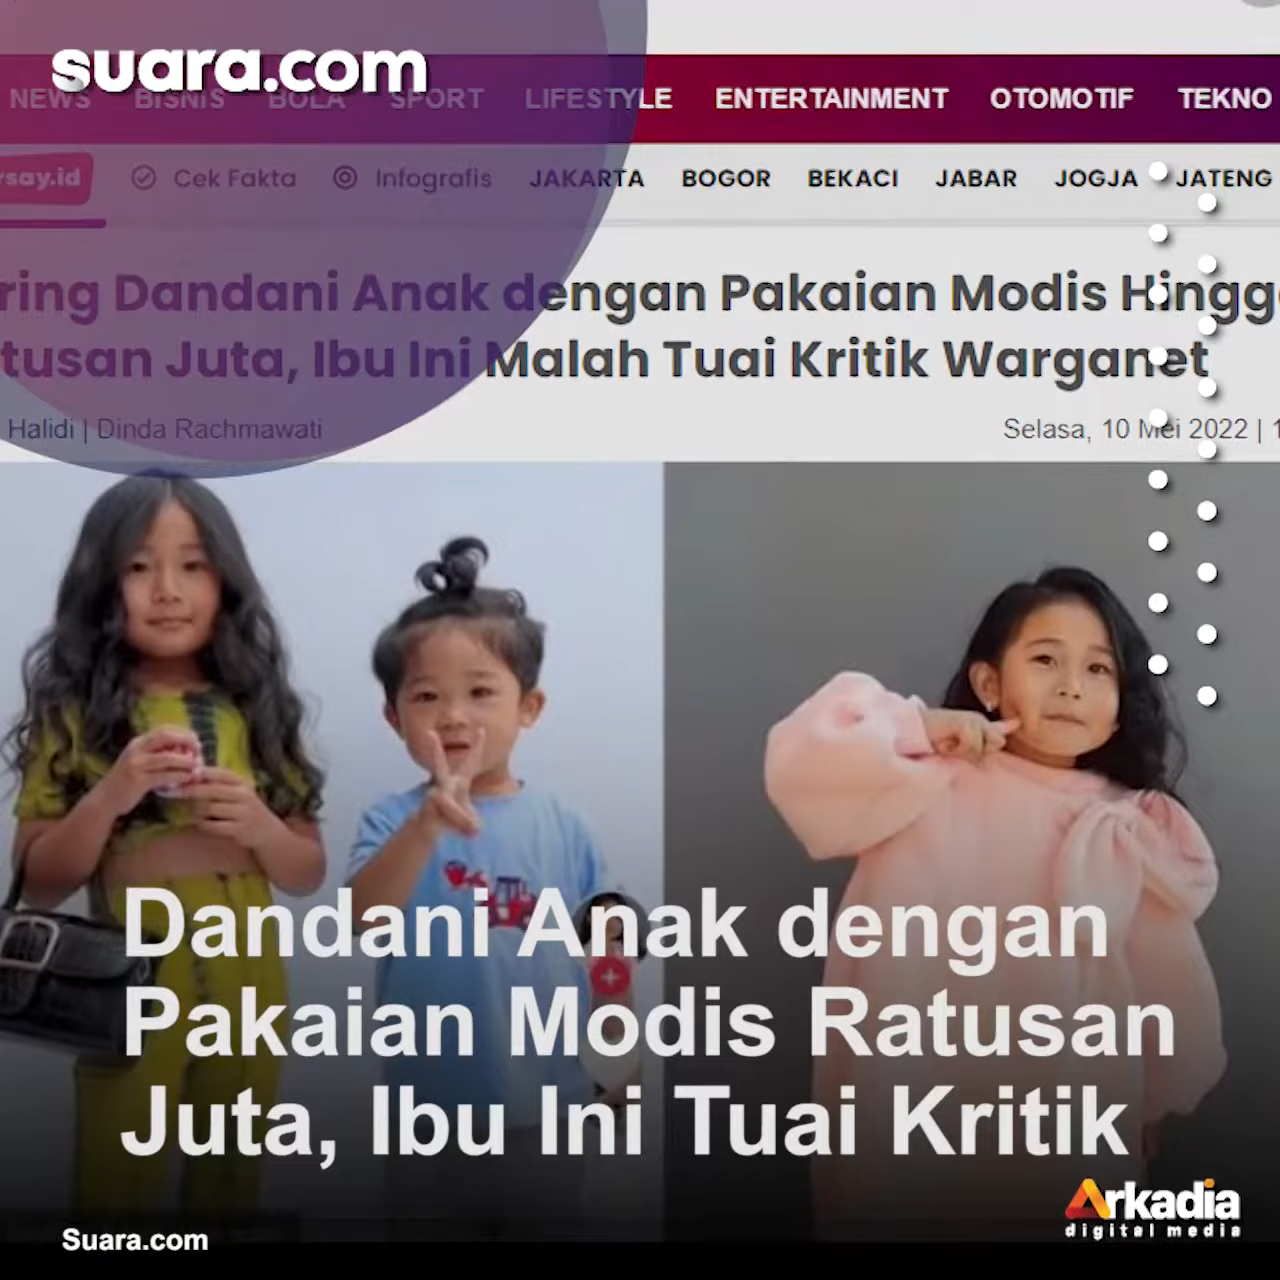 suara.com
NEWS BISNIS BOLA SPORT LIFESTYLE ENTERTAINMENT OTOMOTIF TEKNO
rsay.id Cek Fakta Infografis JAKARTA BOGOR BEKACI JABAR JOGJA JATENG
ring Dandani Anak dengan Pakaian Modis Hingga
tusan Juta, Ibu Ini Malah Tuai Kritik Warganet
Halidi | Dinda Rachmawati
Selasa, 10 Mei 2022 | 1
Dandani Anak dengan
Pakaian Modis Ratusan
Juta, Ibu Ini Tuai Kritik
Arkadia
digital media
Suara.com